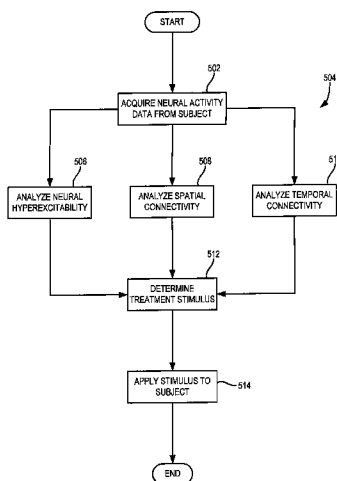 START
502
504
ACQUIRE NEURAL ACTIVITY
DATA FROM SUBJECT
506
508
51
ANALYZE NEURAL
HYPEREXCITABILITY
ANALYZE SPATIAL
CONNECTIVITY
ANALYZE TEMPORAL
CONNECTIVITY
512
DETERMINE
TREATMENT STIMULUS
APPLY STIMULUS TO
SUBJECT
514
END